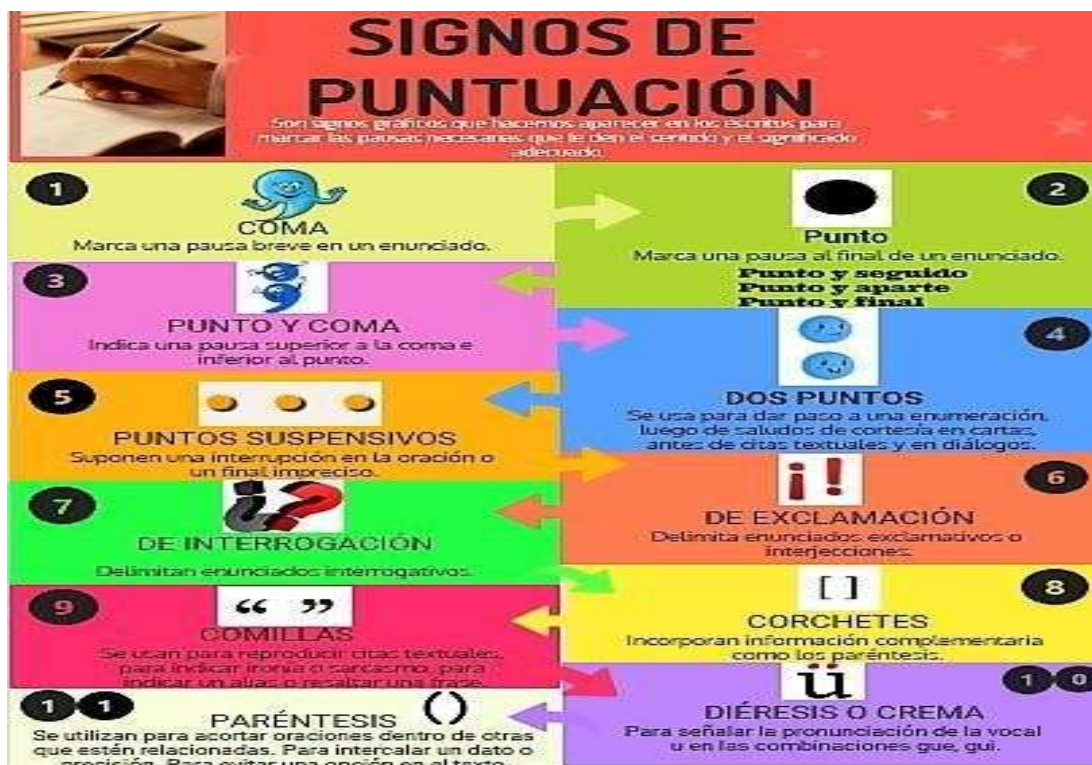 SIGNOS DE
PUNTUACIÓN
Son signos gráficos que hacemos aparecer en los escritos para
marcar las pausas necesarias que le den el sentido y el significado
adecuado.
1
COMA
Marca una pausa breve en un enunciado.
2
Punto
Marca una pausa al final de un enunciado.
Punto y seguido
Punto y aparte
Punto y final
3
PUNTO Y COMA
Indica una pausa superior a la coma e
inferior al punto.
4
DOS PUNTOS
Se usa para dar paso a una enumeración,
luego de saludos de cortesía en cartas,
antes de citas textuales y en diálogos.
5
PUNTOS SUSPENSIVOS
Suponen una interrupción en la oración o
un final impreciso.
¡!
6
DE EXCLAMACIÓN
Delimita enunciados exclamativos o
interjecciones.
7
¿?
DE INTERROGACIÓN
Delimitan enunciados interrogativos.
[ ]
8
CORCHETES
Incorporan información complementaria
como los paréntesis.
9
“ ”
COMILLAS
Se usan para reproducir citas textuales,
para indicar ironía o sarcasmo, para
indicar un alias o resaltar una frase.
ü
10
DIÉRESIS O CREMA
Para señalar la pronunciación de la vocal
u en las combinaciones gue, gui.
11
PARÉNTESIS ()
Se utilizan para acortar oraciones dentro de otras
que estén relacionadas. Para intercalar un dato o
Para evitar una opción en el texto